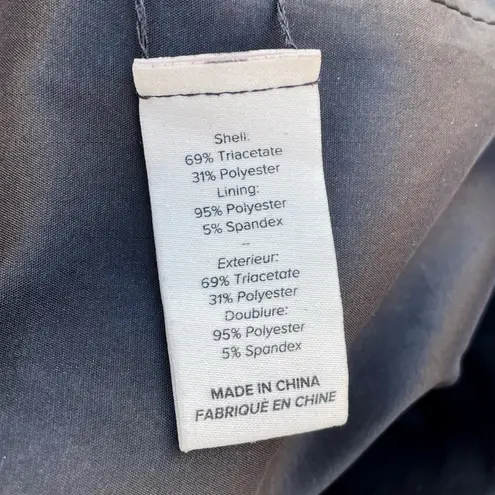 Shell:
69% Triacetate
31% Polyester
Lining:
95% Polyester
5% Spandex
--
Exterieur:
69% Triacetate
31% Polyester
Doublure:
95% Polyester
5% Spandex
MADE IN CHINA
FABRIQUÉ EN CHINE